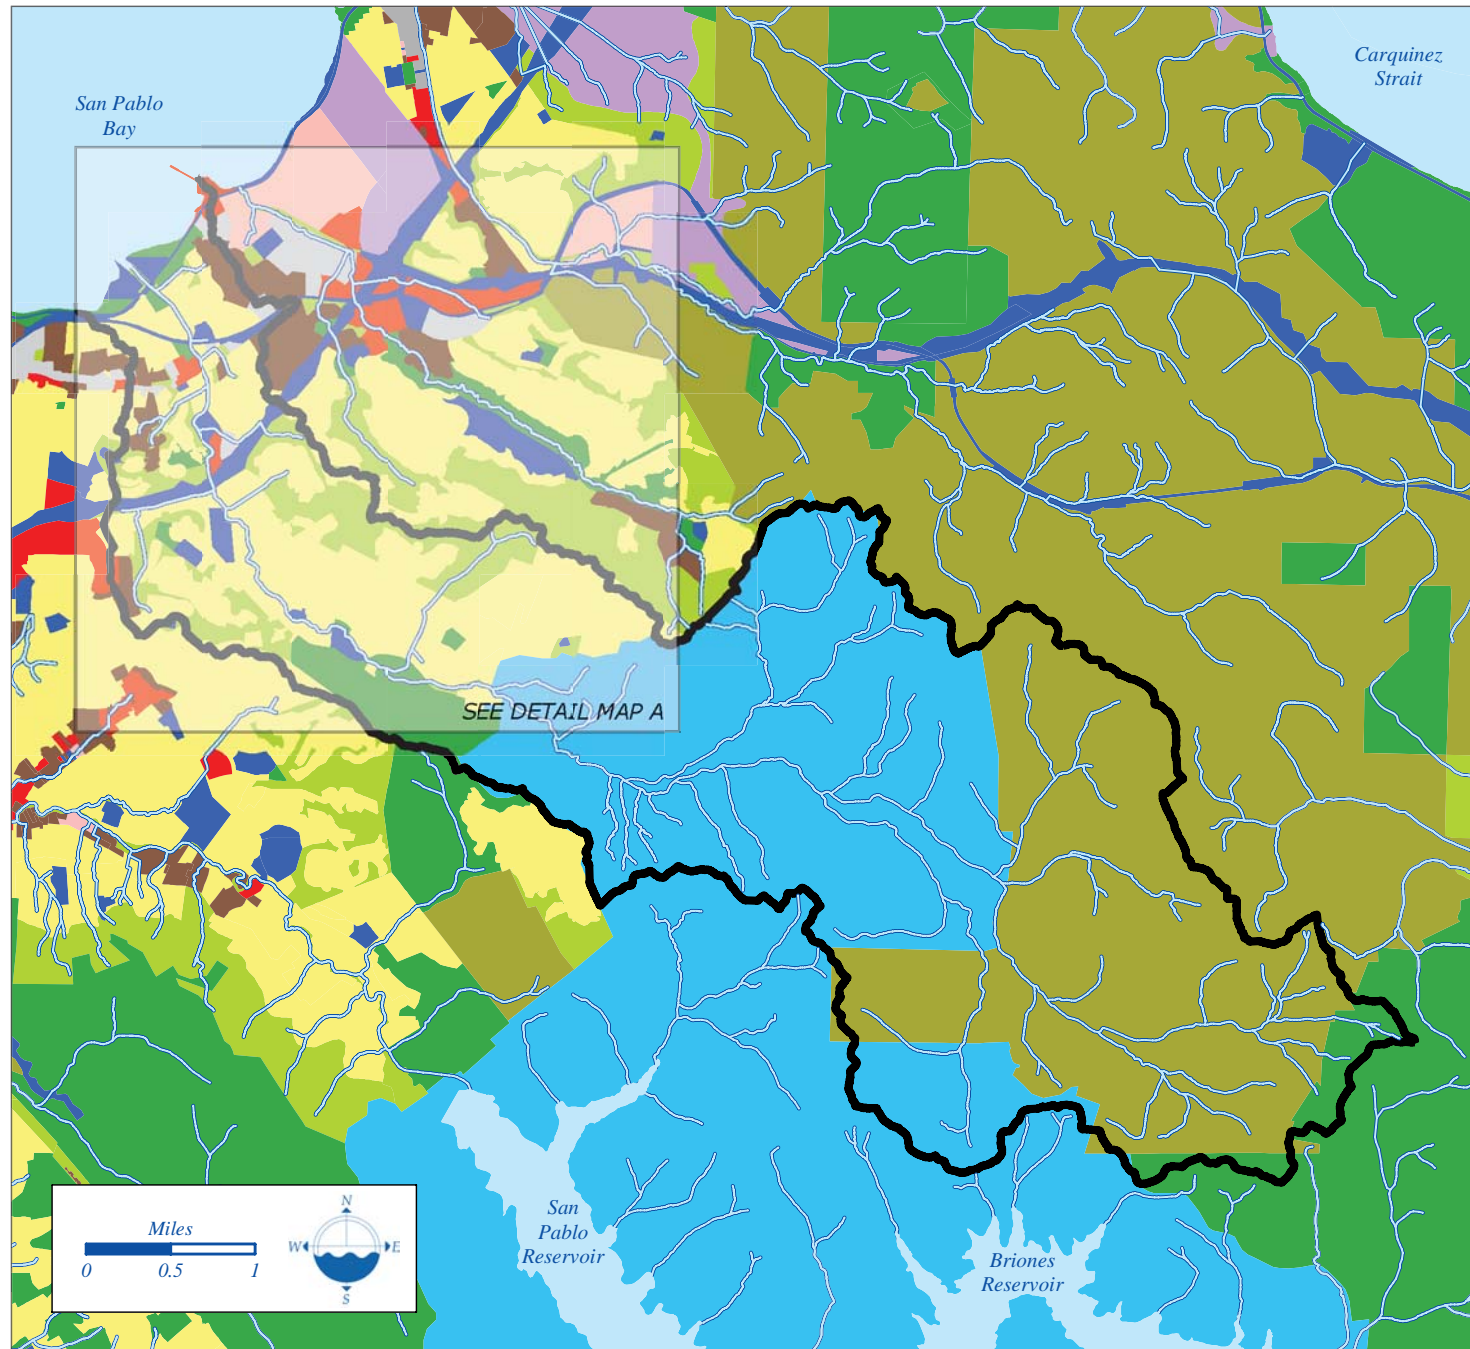 San Pablo
Bay
Carquinez
Strait
SEE DETAIL MAP A
Miles
0 0.5 1
N
W E
S
San
Pablo
Reservoir
Briones
Reservoir